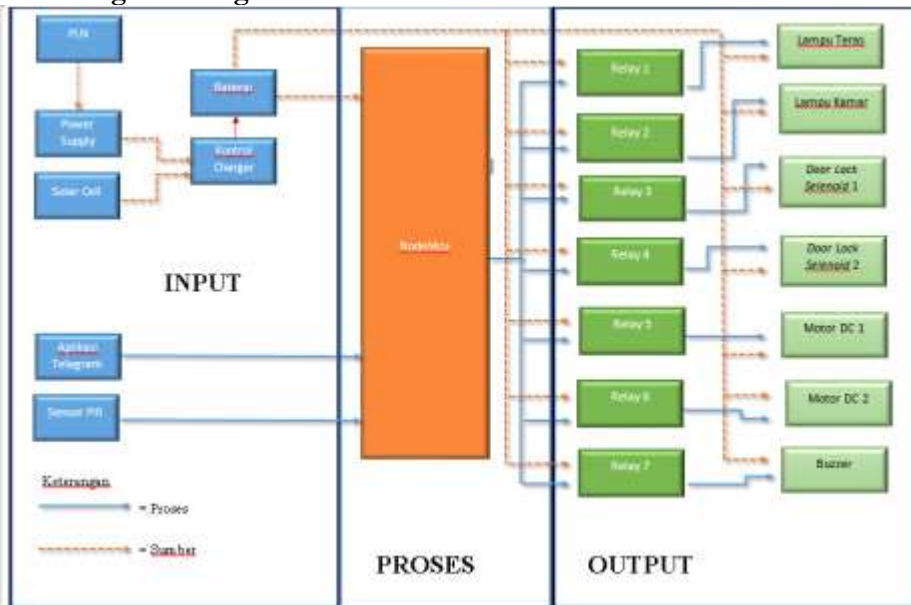 PLN
Power
Supply
Solar Cell
Baterai
Kontrol
Charger
INPUT
Aplikasi
Telegram
Sensor PIR
Keterangan
= Proses
= Sumber
NodeMcu
PROSES
Relay 1
Relay 2
Relay 3
Relay 4
Relay 5
Relay 6
Relay 7
OUTPUT
Lampu Teras
Lampu Kamar
Door Lock
Selenoid 1
Door Lock
Selenoid 2
Motor DC 1
Motor DC 2
Buzzer